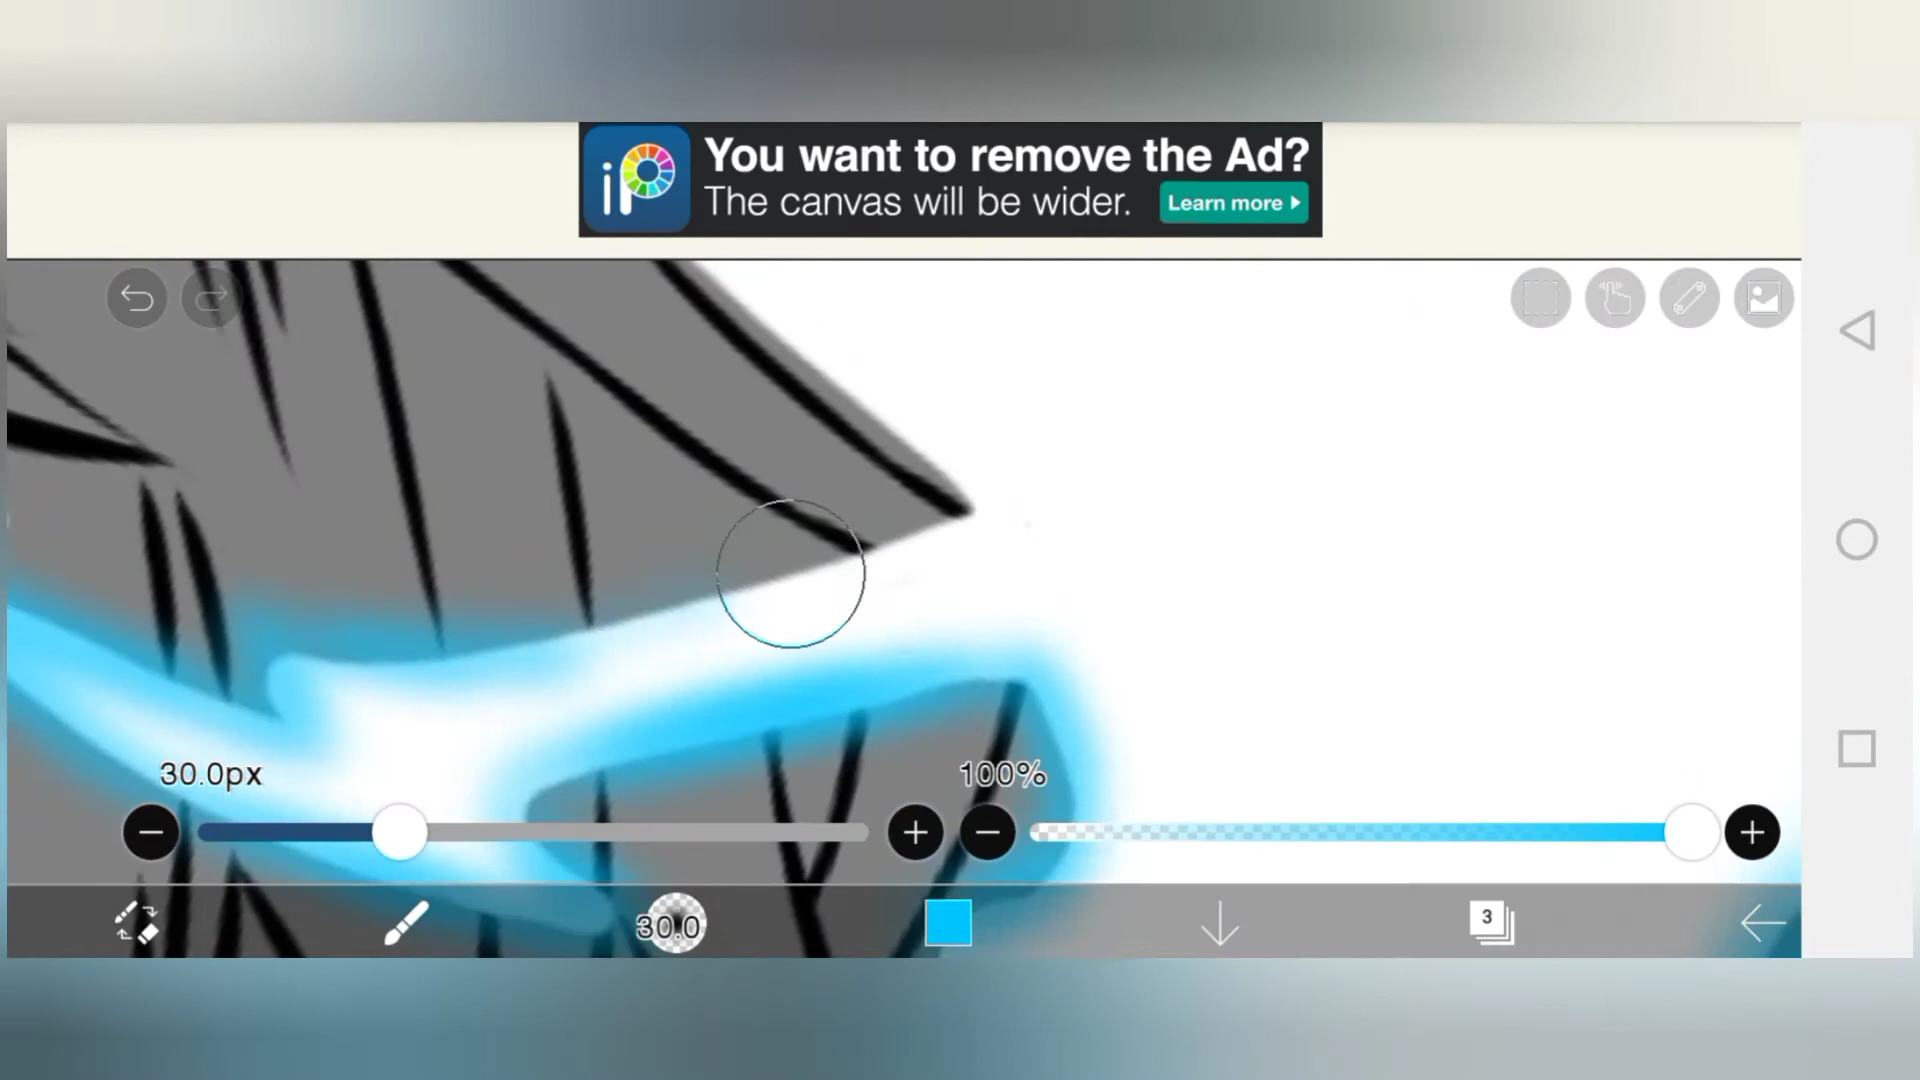 iP
You want to remove the Ad?
The canvas will be wider.
Learn more
30.0px
100%
30.0
3